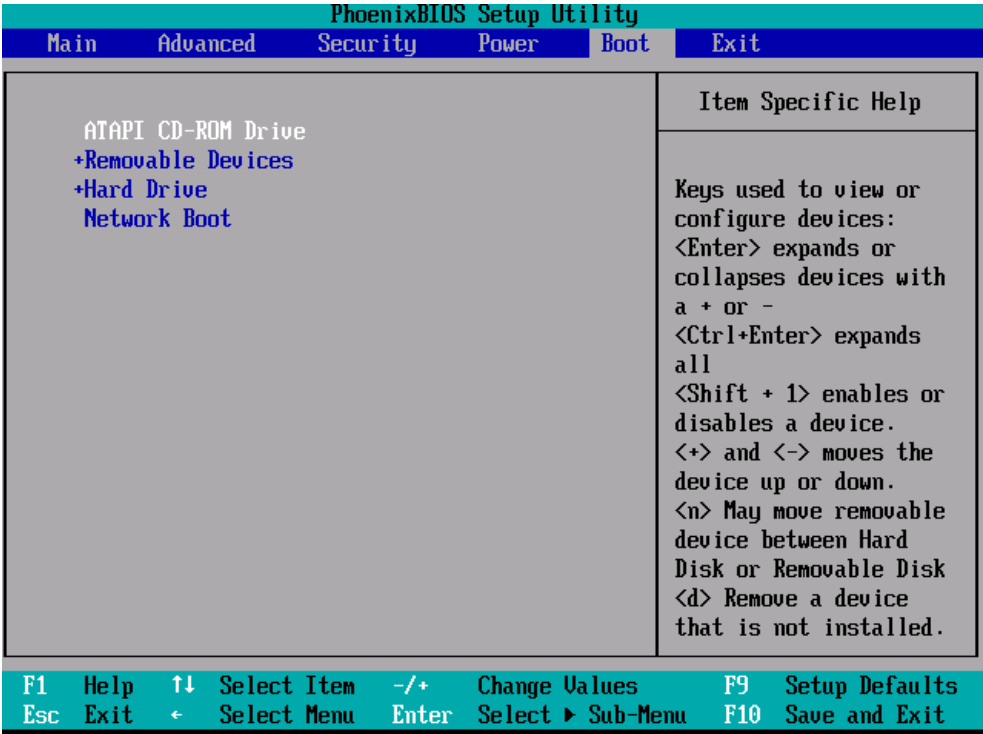 PhoenixBIOS Setup Utility
Main Advanced Security Power Boot Exit
ATAPI CD-ROM Drive
+Removable Devices
+Hard Drive
Network Boot
Item Specific Help
Keys used to view or
configure devices:
<Enter> expands or
collapses devices with
a + or -
<Ctrl+Enter> expands
all
<Shift + 1> enables or
disables a device.
<+> and <-> moves the
device up or down.
<n> May move removable
device between Hard
Disk or Removable Disk
<d> Remove a device
that is not installed.
F1 Help ↑↓ Select Item -/+ Change Values F9 Setup Defaults
Esc Exit ← Select Menu Enter Select ▶ Sub-Menu F10 Save and Exit